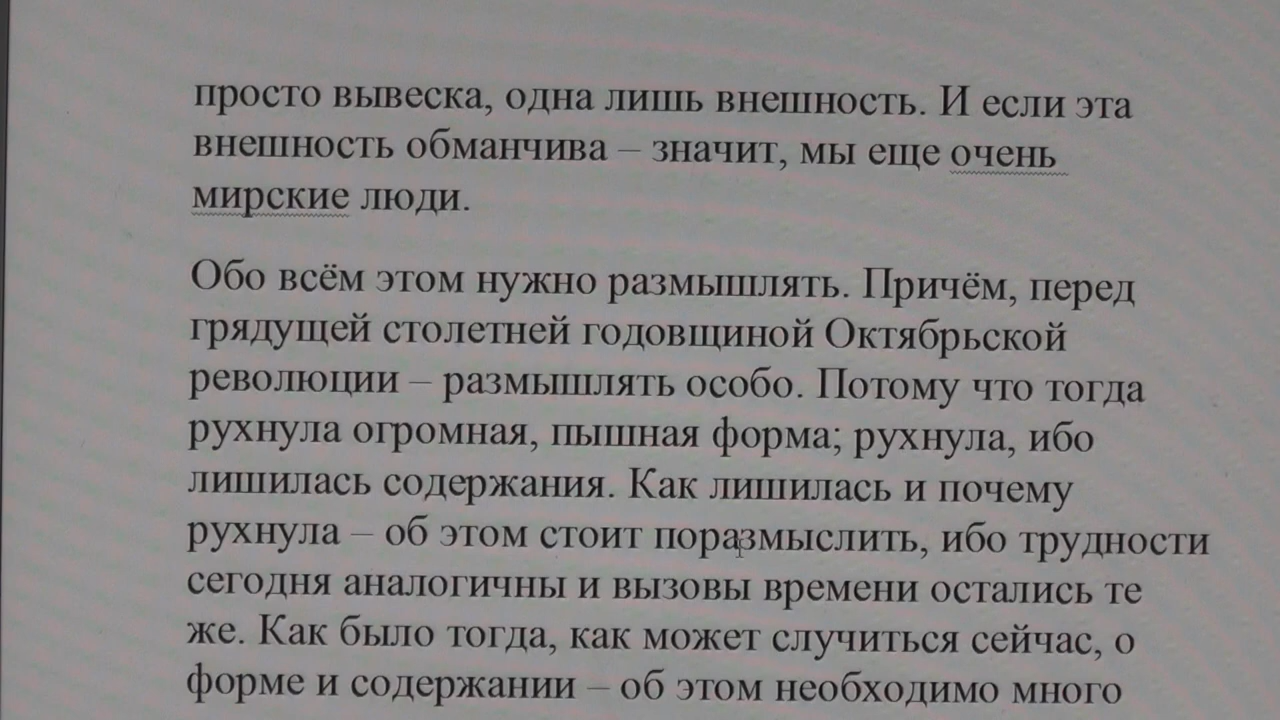 просто вывеска, одна лишь внешность. И если эта
внешность обманчива – значит, мы еще очень
мирские люди.
Обо всём этом нужно размышлять. Причём, перед
грядущей столетней годовщиной Октябрьской
революции – размышлять особо. Потому что тогда
рухнула огромная, пышная форма; рухнула, ибо
лишилась содержания. Как лишилась и почему
рухнула – об этом стоит поразмыслить, ибо трудности
сегодня аналогичны и вызовы времени остались те
же. Как было тогда, как может случиться сейчас, о
форме и содержании – об этом необходимо много